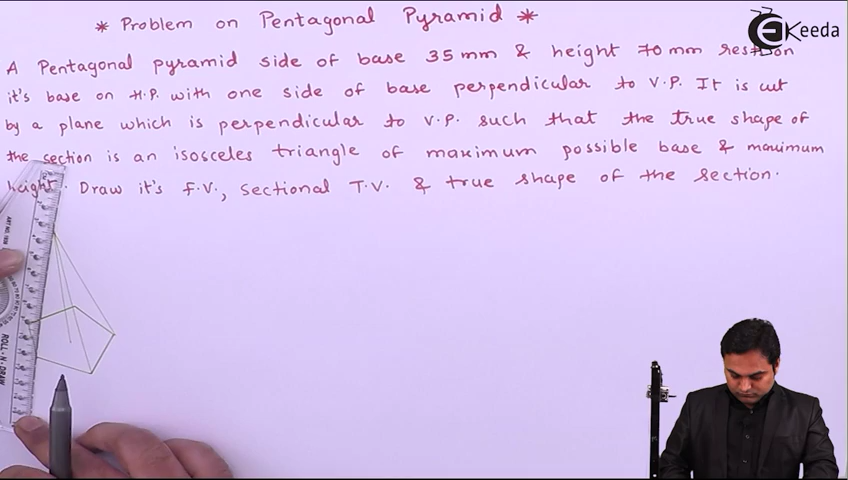 * Problem on Pentagonal Pyramid *
EKeeda
A Pentagonal pyramid side of base 35 mm & height 70 mm rests on
it's base on H.P. with one side of base perpendicular to V.P. It is cut
by a plane which is perpendicular to V.P. such that the true shape of
the section is an isosceles triangle of maximum possible base & maximum
height. Draw it's F.V., Sectional T.V. & true shape of the section.
ROLL-N-DRAW